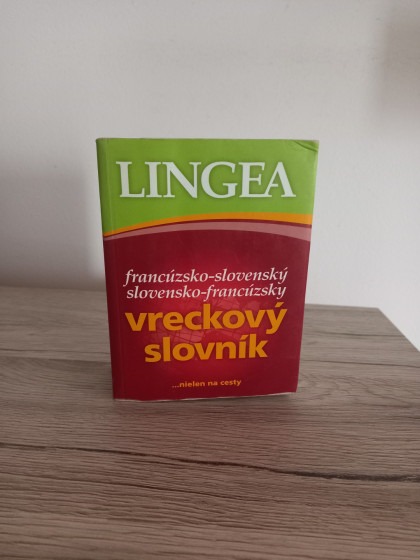 LINGEA
francúzsko-slovenský
slovensko-francúzsky
vreckový
slovník
...nielen na cesty